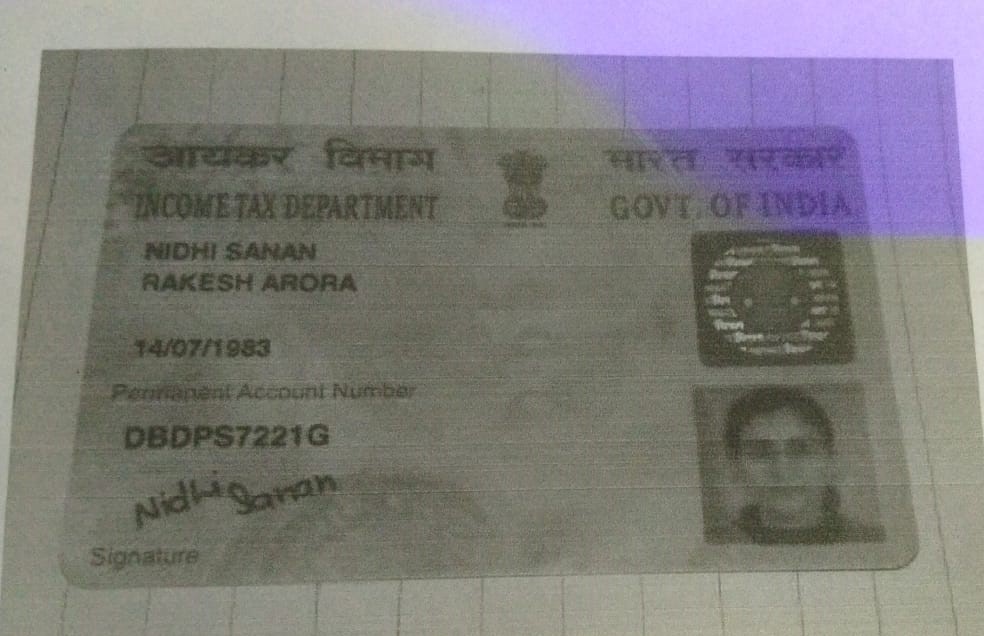 आयकर विभाग भारत सरकार
INCOME TAX DEPARTMENT GOVT. OF INDIA
NIDHI SANAN
RAKESH ARORA
14/07/1983
Permanent Account Number
DBDPS7221G
Nidhi Sanan
Signature